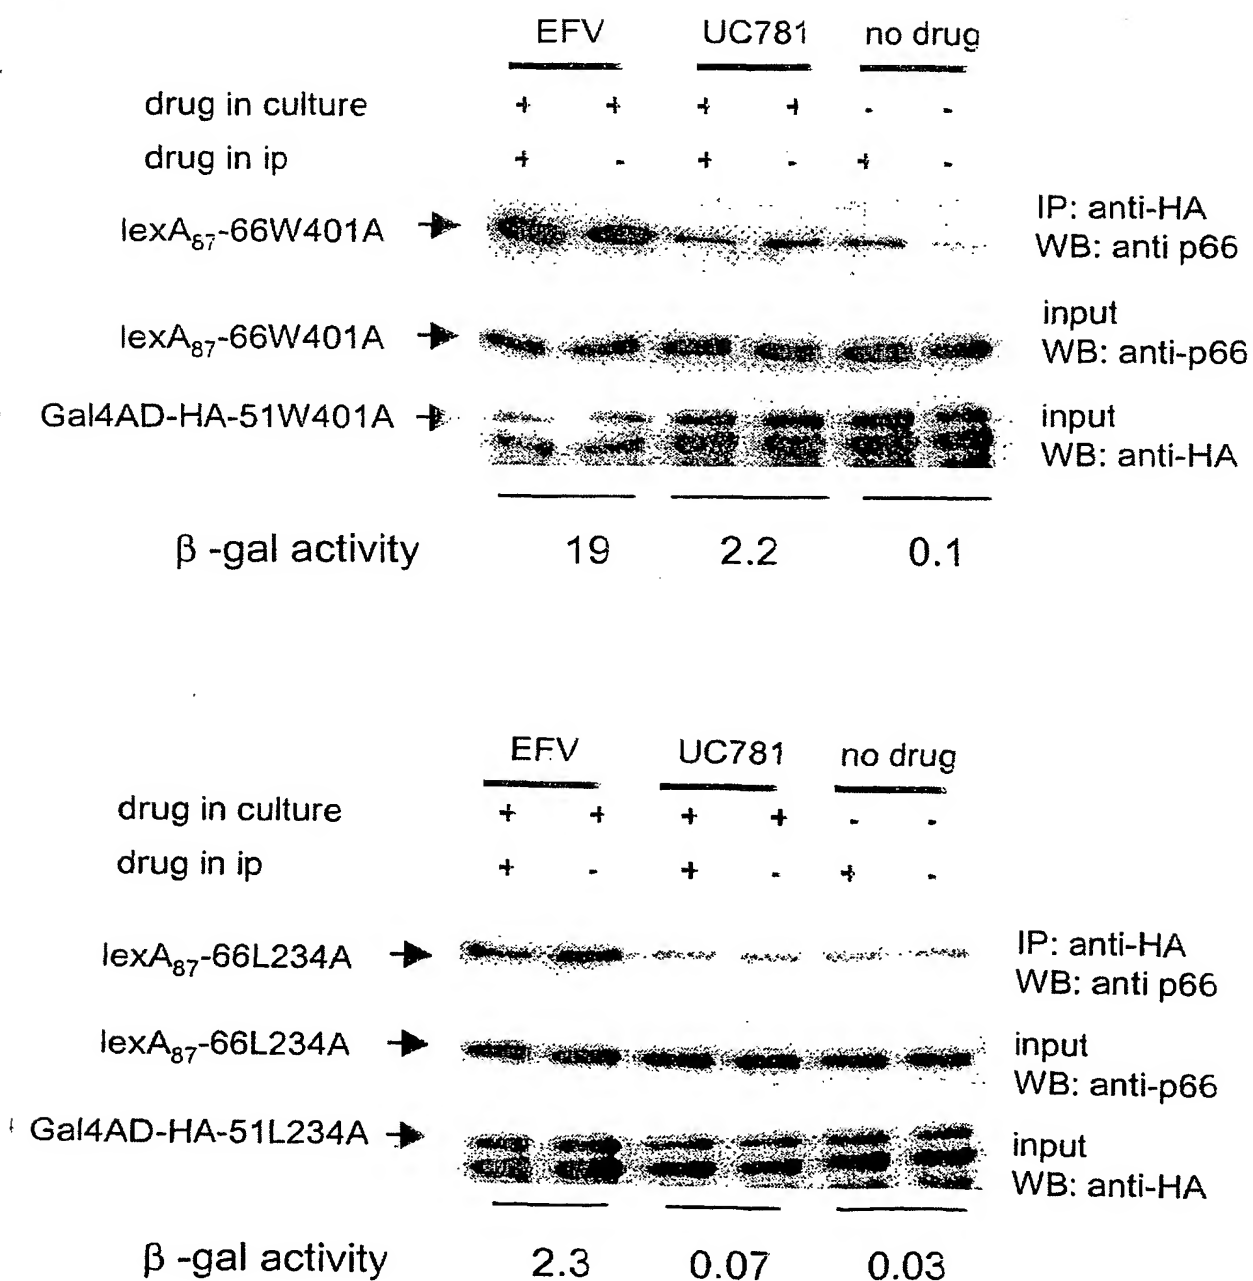 EFV UC781 no drug
drug in culture + + + + - -
drug in ip + - + - + -
lexA₈₇-66W401A IP: anti-HA
WB: anti p66
lexA₈₇-66W401A input
WB: anti-p66
Gal4AD-HA-51W401A input
WB: anti-HA
β -gal activity 19 2.2 0.1
EFV UC781 no drug
drug in culture + + + + - -
drug in ip + - + - + -
lexA₈₇-66L234A IP: anti-HA
WB: anti p66
lexA₈₇-66L234A input
WB: anti-p66
Gal4AD-HA-51L234A input
WB: anti-HA
β -gal activity 2.3 0.07 0.03